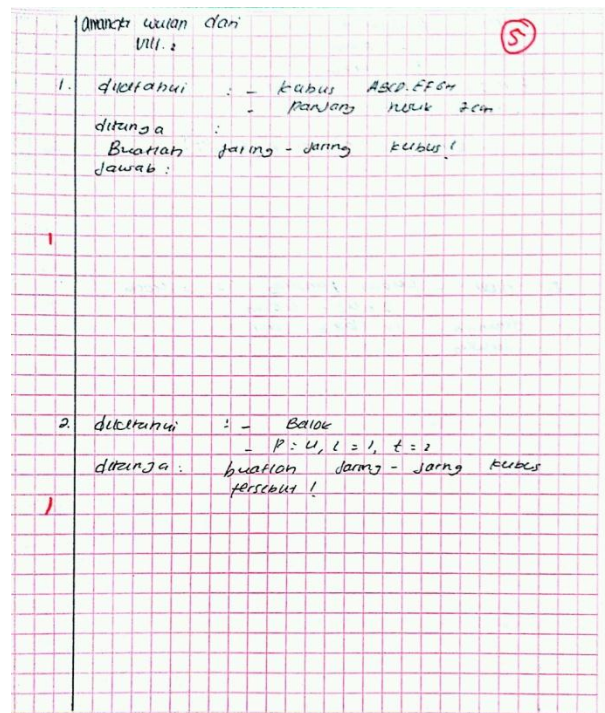 amanda wulan dari
VIII.2
5
1. diketahui : - kubus ABCD.EFGH
- panjang rusuk 2cm
ditanya :
Buatlah jaring - jaring kubus !
Jawab :
1
2. diketahui : - Balok
- P = 4, l = 1, t = 2
ditanya : buatlah jaring - jaring kubus
tersebut !
1